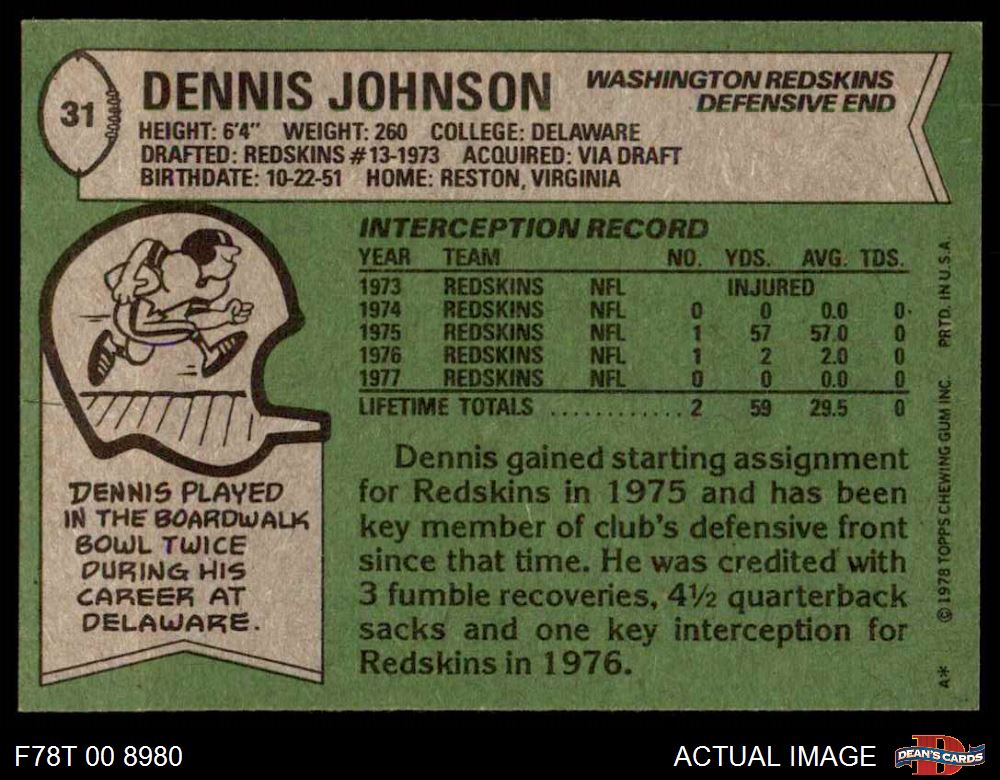 31
DENNIS JOHNSON
WASHINGTON REDSKINS
DEFENSIVE END
HEIGHT: 6'4" WEIGHT: 260 COLLEGE: DELAWARE
DRAFTED: REDSKINS #13-1973 ACQUIRED: VIA DRAFT
BIRTHDATE: 10-22-51 HOME: RESTON, VIRGINIA
INTERCEPTION RECORD
YEAR TEAM NO. YDS. AVG. TDS.
1973 REDSKINS NFL INJURED
1974 REDSKINS NFL 0 0 0.0 0
1975 REDSKINS NFL 1 57 57.0 0
1976 REDSKINS NFL 1 2 2.0 0
1977 REDSKINS NFL 0 0 0.0 0
LIFETIME TOTALS ............ 2 59 29.5 0
Dennis gained starting assignment
for Redskins in 1975 and has been
key member of club's defensive front
since that time. He was credited with
3 fumble recoveries, 4½ quarterback
sacks and one key interception for
Redskins in 1976.
DENNIS PLAYED
IN THE BOARDWALK
BOWL TWICE
DURING HIS
CAREER AT
DELAWARE.
A* © 1978 TOPPS CHEWING GUM INC. PRTD. IN U.S.A.
F78T 00 8980
ACTUAL IMAGE
D
DEAN'S CARDS